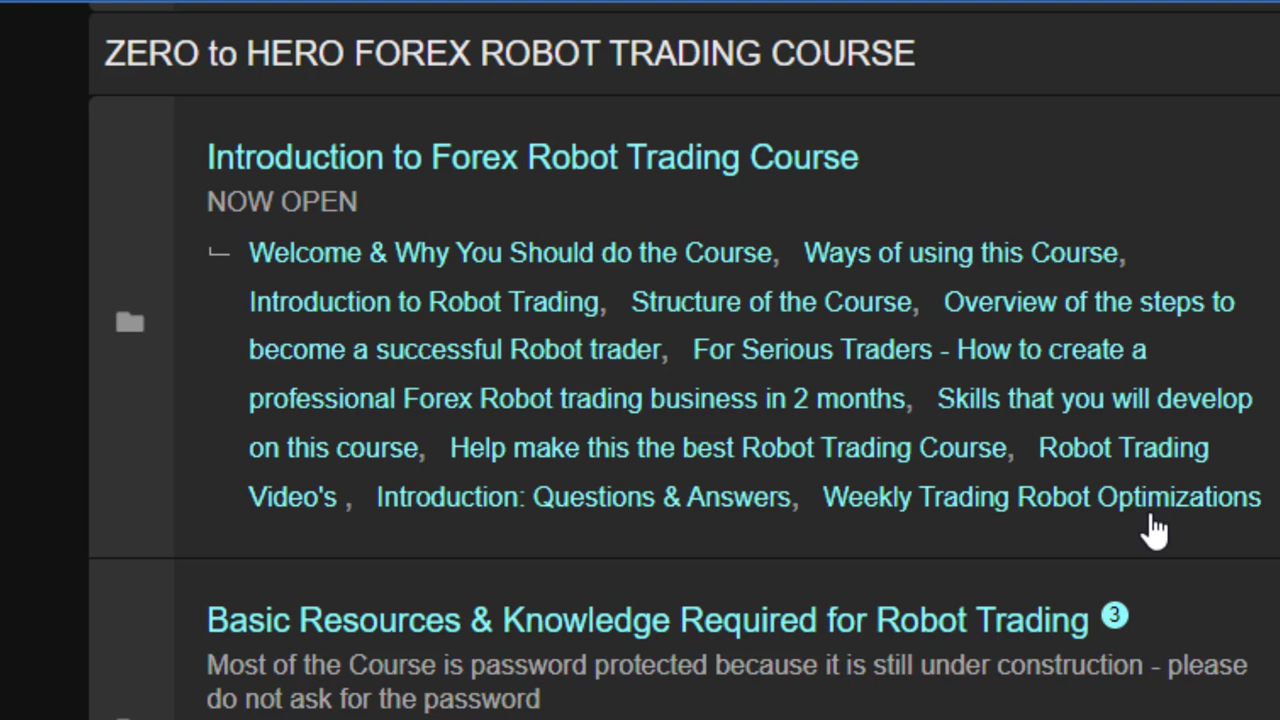 ZERO to HERO FOREX ROBOT TRADING COURSE
Introduction to Forex Robot Trading Course
NOW OPEN
Welcome & Why You Should do the Course, Ways of using this Course,
Introduction to Robot Trading, Structure of the Course, Overview of the steps to
become a successful Robot trader, For Serious Traders - How to create a
professional Forex Robot trading business in 2 months, Skills that you will develop
on this course, Help make this the best Robot Trading Course, Robot Trading
Video's , Introduction: Questions & Answers, Weekly Trading Robot Optimizations
Basic Resources & Knowledge Required for Robot Trading 3
Most of the Course is password protected because it is still under construction - please
do not ask for the password